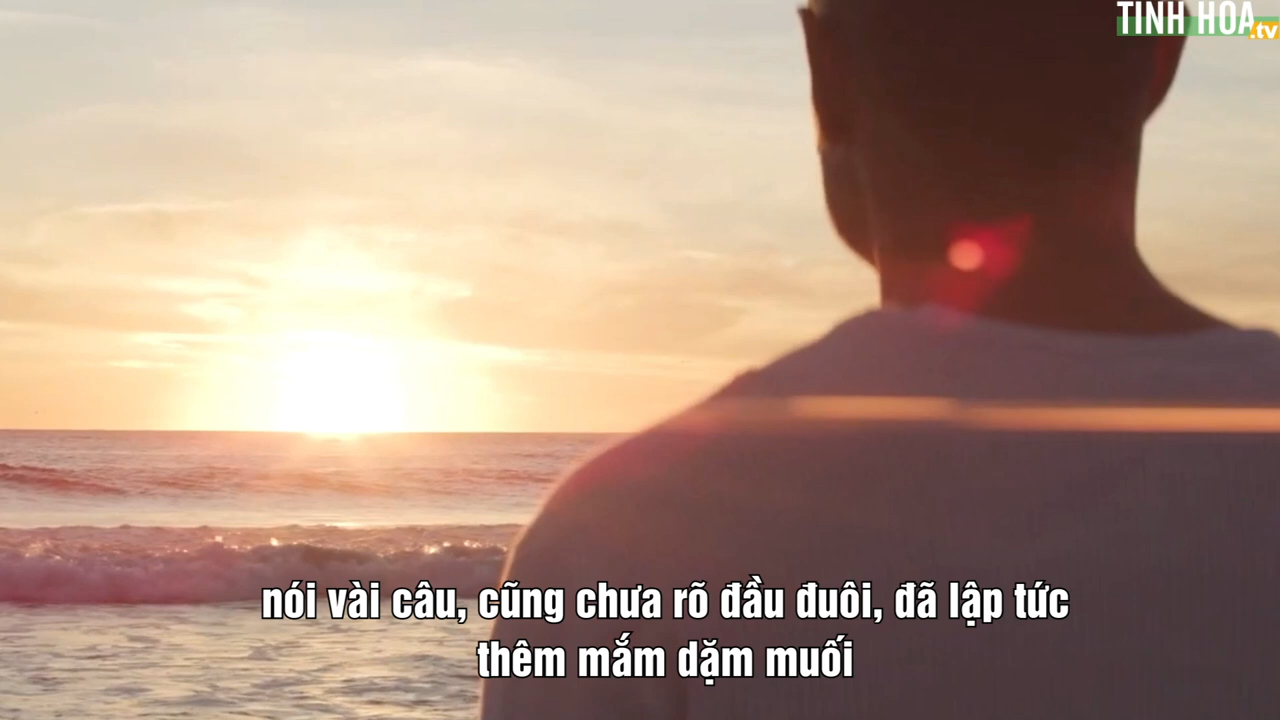 TINH HOA
.tv
nói vài câu, cũng chưa rõ đầu đuôi, đã lập tức
thêm mắm dặm muối